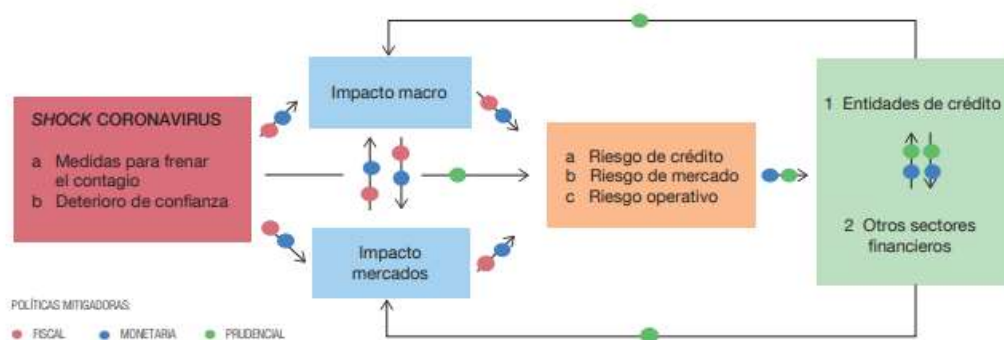 SHOCK CORONAVIRUS
a Medidas para frenar
el contagio
b Deterioro de confianza
Impacto macro
Impacto
mercados
a Riesgo de crédito
b Riesgo de mercado
c Riesgo operativo
1 Entidades de crédito
2 Otros sectores
financieros
POLÍTICAS MITIGADORAS:
FISCAL MONETARIA PRUDENCIAL